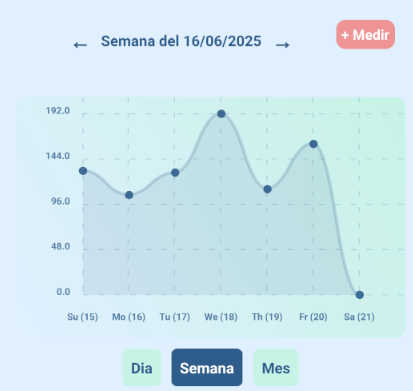 ← Semana del 16/06/2025 →
+ Medir
192.0
144.0
96.0
48.0
0.0
Su (15) Mo (16) Tu (17) We (18) Th (19) Fr (20) Sa (21)
Dia Semana Mes